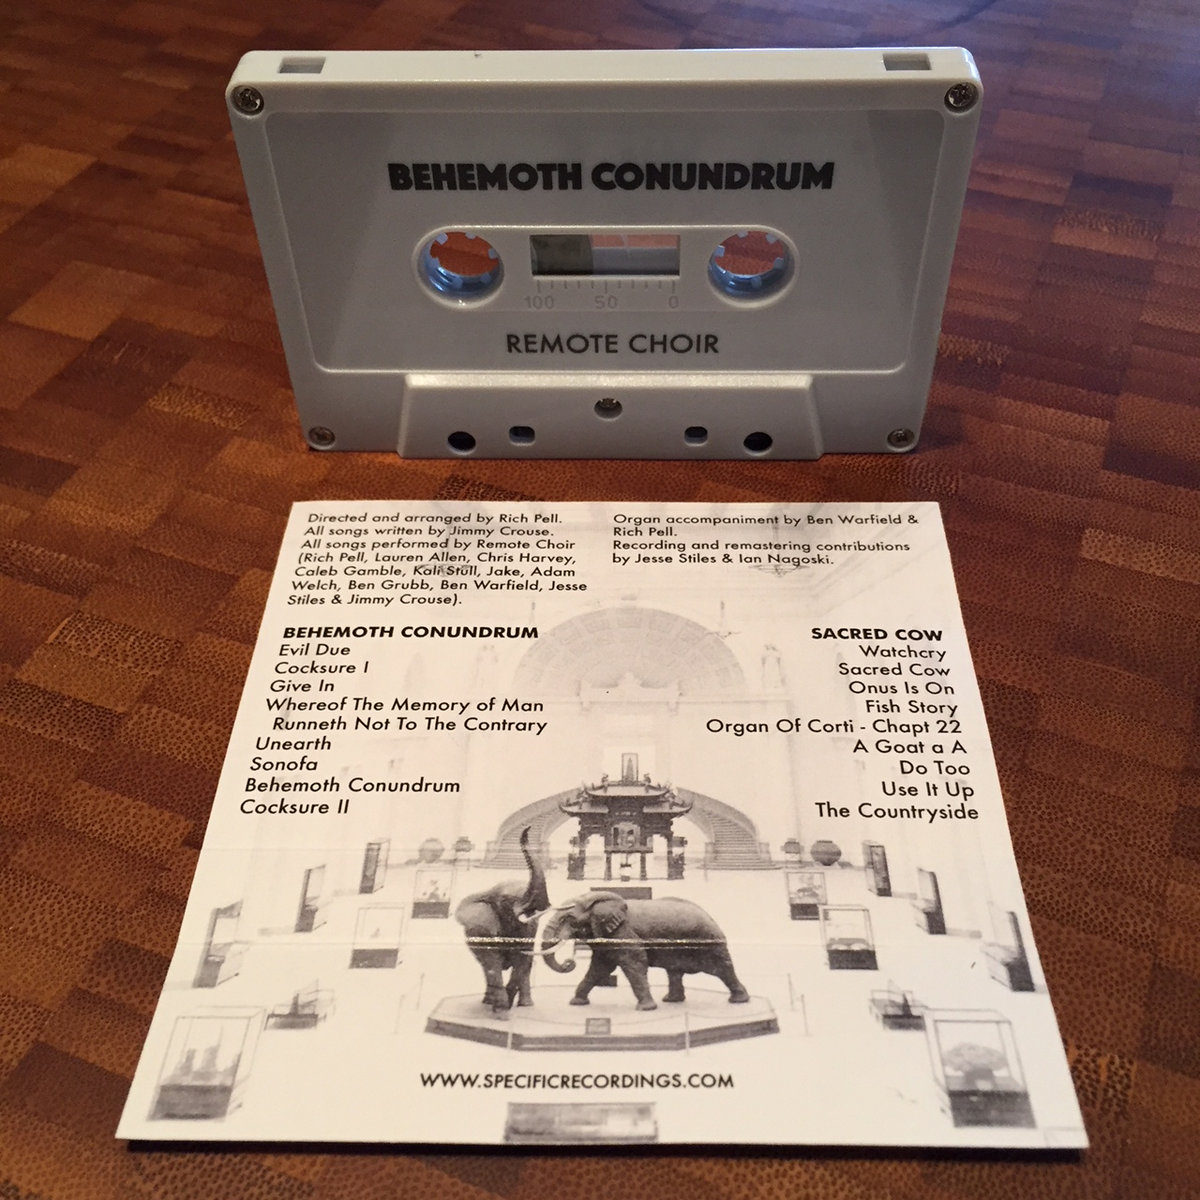 BEHEMOTH CONUNDRUM
100 50 0
REMOTE CHOIR
Directed and arranged by Rich Pell.
All songs written by Jimmy Crouse.
All songs performed by Remote Choir
(Rich Pell, Lauren Allen, Chris Harvey,
Caleb Gamble, Kali Stull, Jake, Adam
Welch, Ben Grubb, Ben Warfield, Jesse
Stiles & Jimmy Crouse).
Organ accompaniment by Ben Warfield &
Rich Pell.
Recording and remastering contributions
by Jesse Stiles & Ian Nagoski.
BEHEMOTH CONUNDRUM
Evil Due
Cocksure I
Give In
Whereof The Memory of Man
Runneth Not To The Contrary
Unearth
Sonofa
Behemoth Conundrum
Cocksure II
SACRED COW
Watchcry
Sacred Cow
Onus Is On
Fish Story
Organ Of Corti - Chapt 22
A Goat a A
Do Too
Use It Up
The Countryside
WWW.SPECIFICRECORDINGS.COM